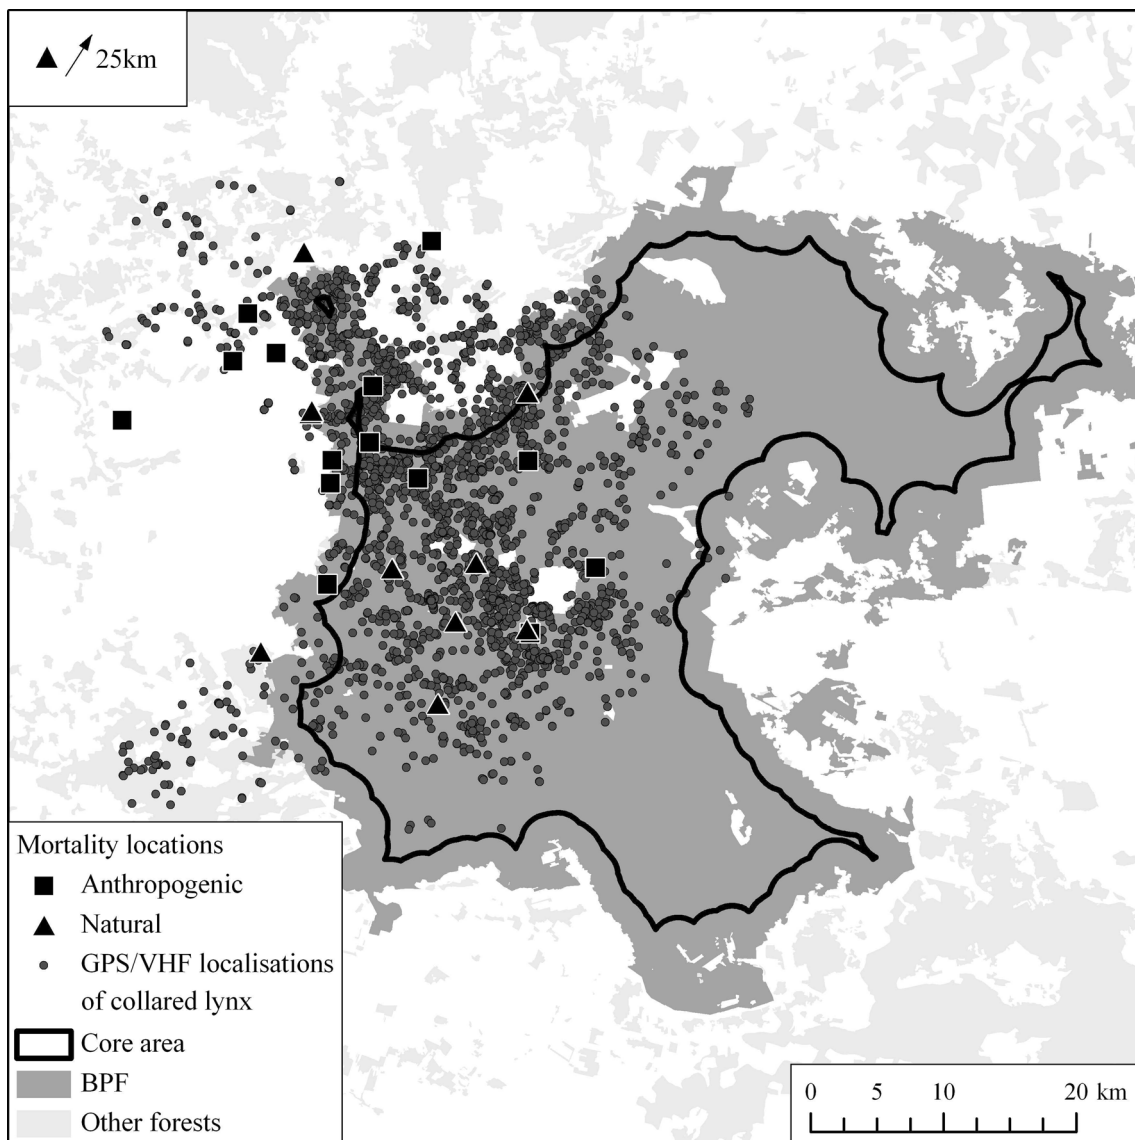 25km
Mortality locations
Anthropogenic
Natural
GPS/VHF localisations
of collared lynx
Core area
BPF
Other forests
0 5 10 20 km